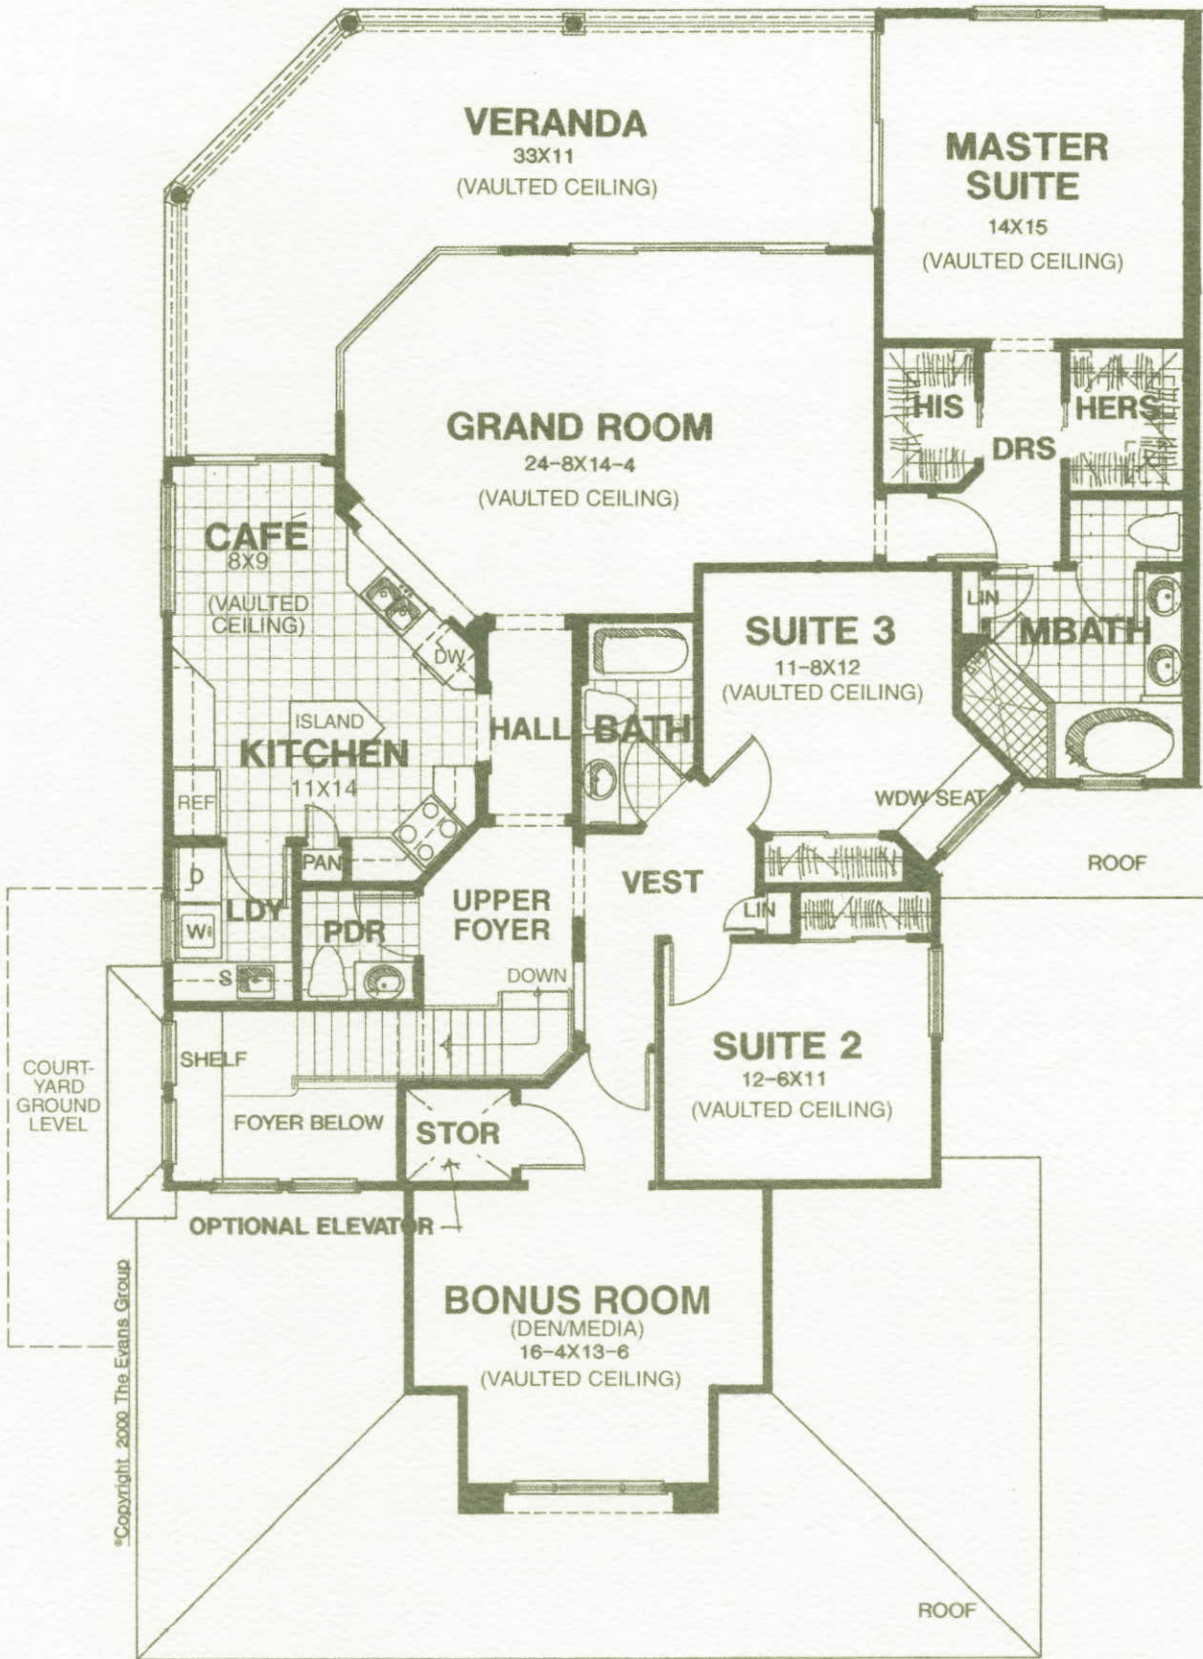 VERANDA
33X11
(VAULTED CEILING)
MASTER
SUITE
14X15
(VAULTED CEILING)
HIS
HERS
DRS
GRAND ROOM
24-8X14-4
(VAULTED CEILING)
CAFE
8X9
(VAULTED
CEILING)
DW
ISLAND
KITCHEN
11X14
REF
PAN
HALL
BATH
SUITE 3
11-8X12
(VAULTED CEILING)
LIN
MBATH
WDW SEAT
ROOF
D
W
LDY
S
PDR
UPPER
FOYER
DOWN
VEST
LIN
SUITE 2
12-6X11
(VAULTED CEILING)
COURT-
YARD
GROUND
LEVEL
SHELF
FOYER BELOW
STOR
OPTIONAL ELEVATOR
BONUS ROOM
(DEN/MEDIA)
16-4X13-6
(VAULTED CEILING)
©Copyright 2000 The Evans Group
ROOF